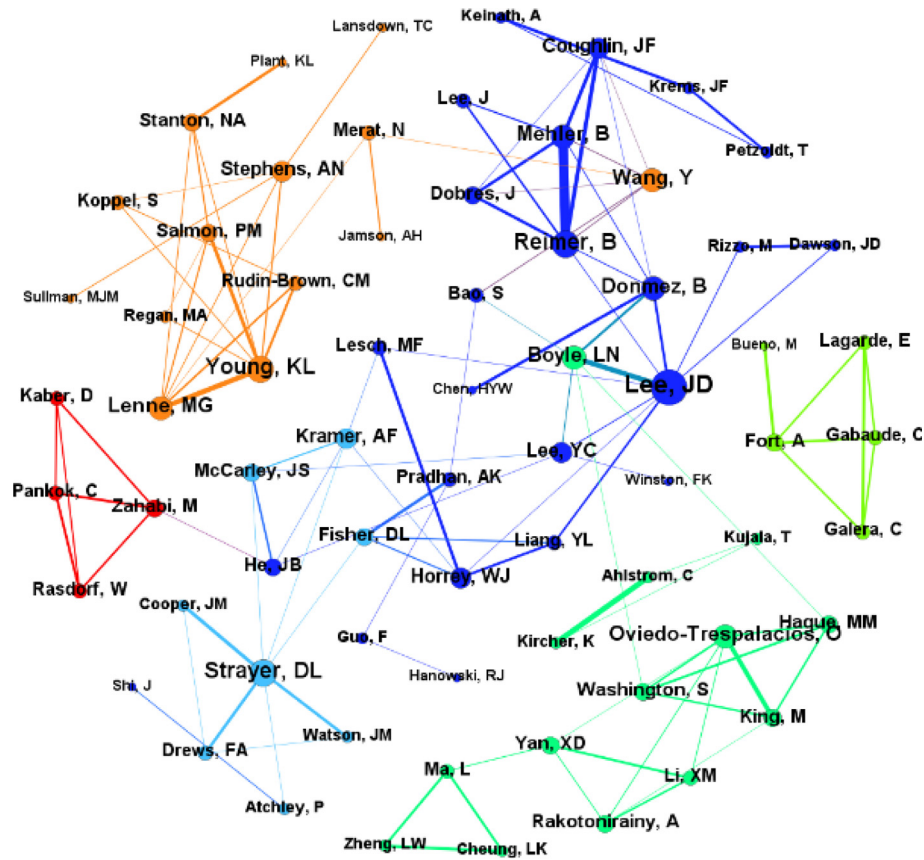 Keinath, A
Lansdown, TC
Coughlin, JF
Plant, KL
Krems, JF
Lee, J
Stanton, NA
Merat, N
Mehler, B
Petzoldt, T
Stephens, AN
Wang, Y
Dobres, J
Koppel, S
Salmon, PM
Jamson, AH
Reimer, B
Rizzo, M
Dawson, JD
Rudin-Brown, CM
Donmez, B
Sullman, MJM
Bao, S
Regan, MA
Lesch, MF
Bueno, M
Lagarde, E
Young, KL
Boyle, LN
Lee, JD
Chen, HYW
Kaber, D
Lenne, MG
Kramer, AF
Fort, A
Gabaude, C
Lee, YC
McCarley, JS
Pradhan, AK
Winston, FK
Pankok, C
Zahabi, M
Galera, C
Fisher, DL
Liang, YL
Kujala, T
He, JB
Horrey, WJ
Ahlstrom, C
Rasdorf, W
Cooper, JM
Haque, MM
Guo, F
Kircher, K
Oviedo-Trespalacios, O
Strayer, DL
Hanowski, RJ
Shi, J
Washington, S
King, M
Watson, JM
Drews, FA
Yan, XD
Ma, L
Li, XM
Atchley, P
Rakotonirainy, A
Zheng, LW
Cheung, LK